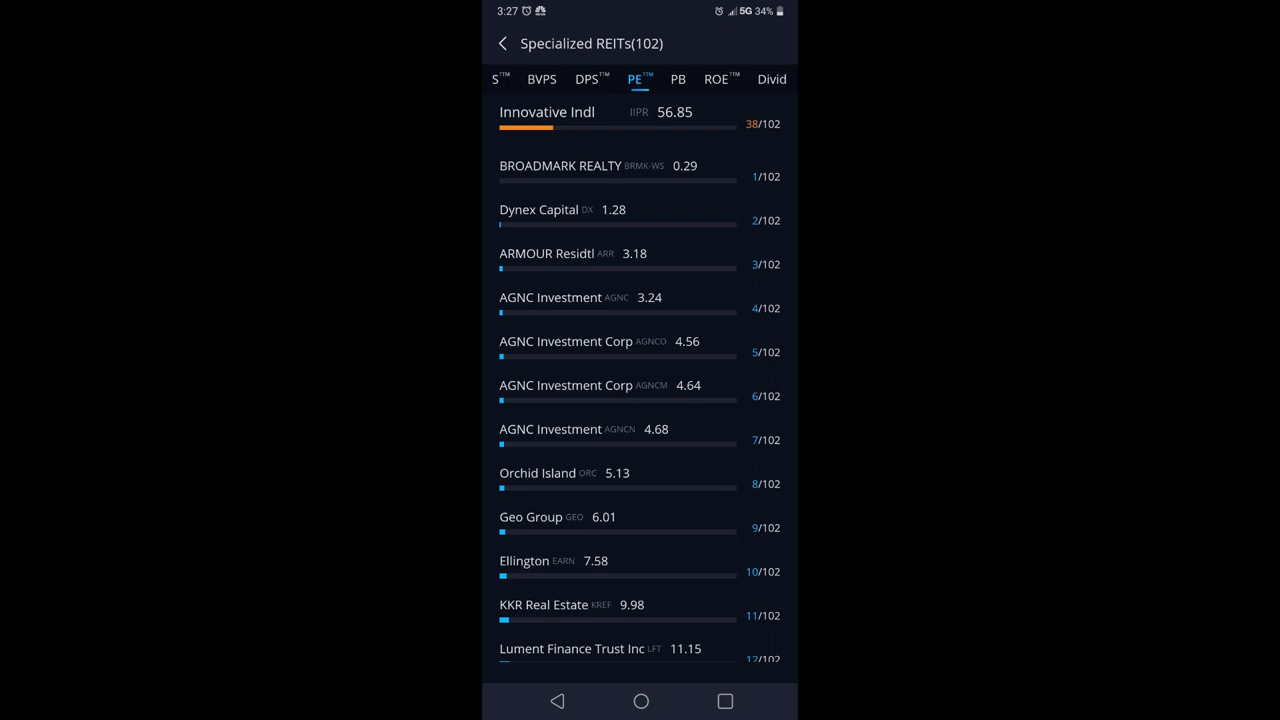 3:27 5G 34%
Specialized REITs(102)
S™ BVPS DPS™ PE™ PB ROE™ Divid
Innovative Indl IIPR 56.85 38/102
BROADMARK REALTY BRMK-WS 0.29 1/102
Dynex Capital DX 1.28 2/102
ARMOUR Residtl ARR 3.18 3/102
AGNC Investment AGNC 3.24 4/102
AGNC Investment Corp AGNCO 4.56 5/102
AGNC Investment Corp AGNCM 4.64 6/102
AGNC Investment AGNCN 4.68 7/102
Orchid Island ORC 5.13 8/102
Geo Group GEO 6.01 9/102
Ellington EARN 7.58 10/102
KKR Real Estate KREF 9.98 11/102
Lument Finance Trust Inc LFT 11.15 12/102